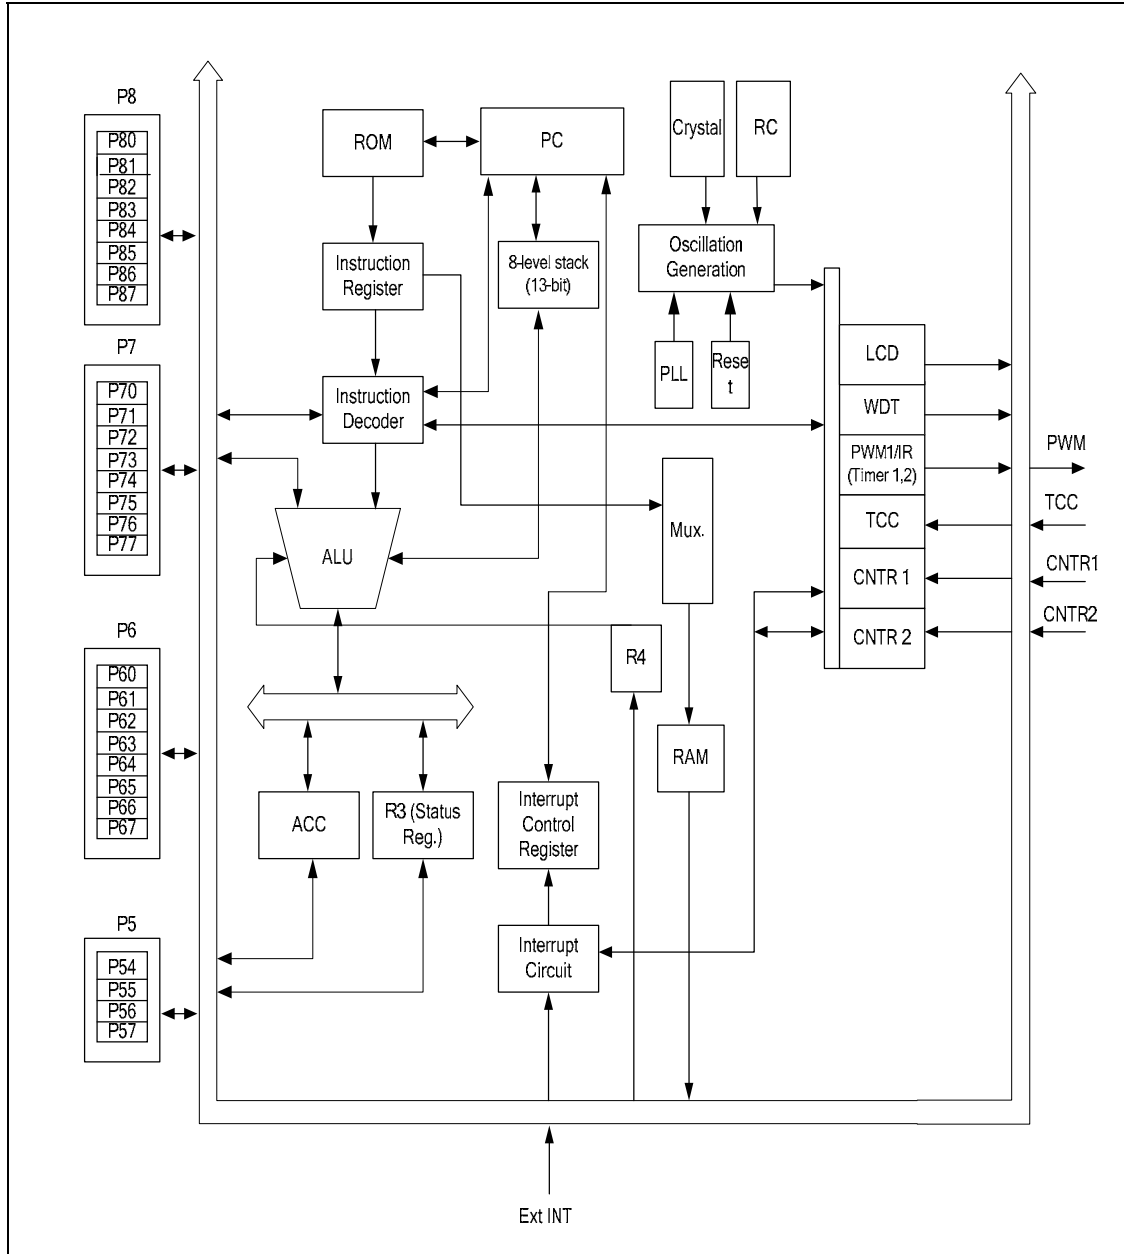 P8
P80
P81
P82
P83
P84
P85
P86
P87
P7
P70
P71
P72
P73
P74
P75
P76
P77
P6
P60
P61
P62
P63
P64
P65
P66
P67
P5
P54
P55
P56
P57
ROM
PC
Instruction
Register
8-level stack
(13-bit)
Instruction
Decoder
ALU
ACC
R3 (Status
Reg.)
Interrupt
Control
Register
Interrupt
Circuit
R4
Mux.
RAM
Crystal
RC
Oscillation
Generation
PLL
Rese
t
LCD
WDT
PWM1/IR
(Timer 1,2)
TCC
CNTR 1
CNTR 2
PWM
TCC
CNTR1
CNTR2
Ext INT